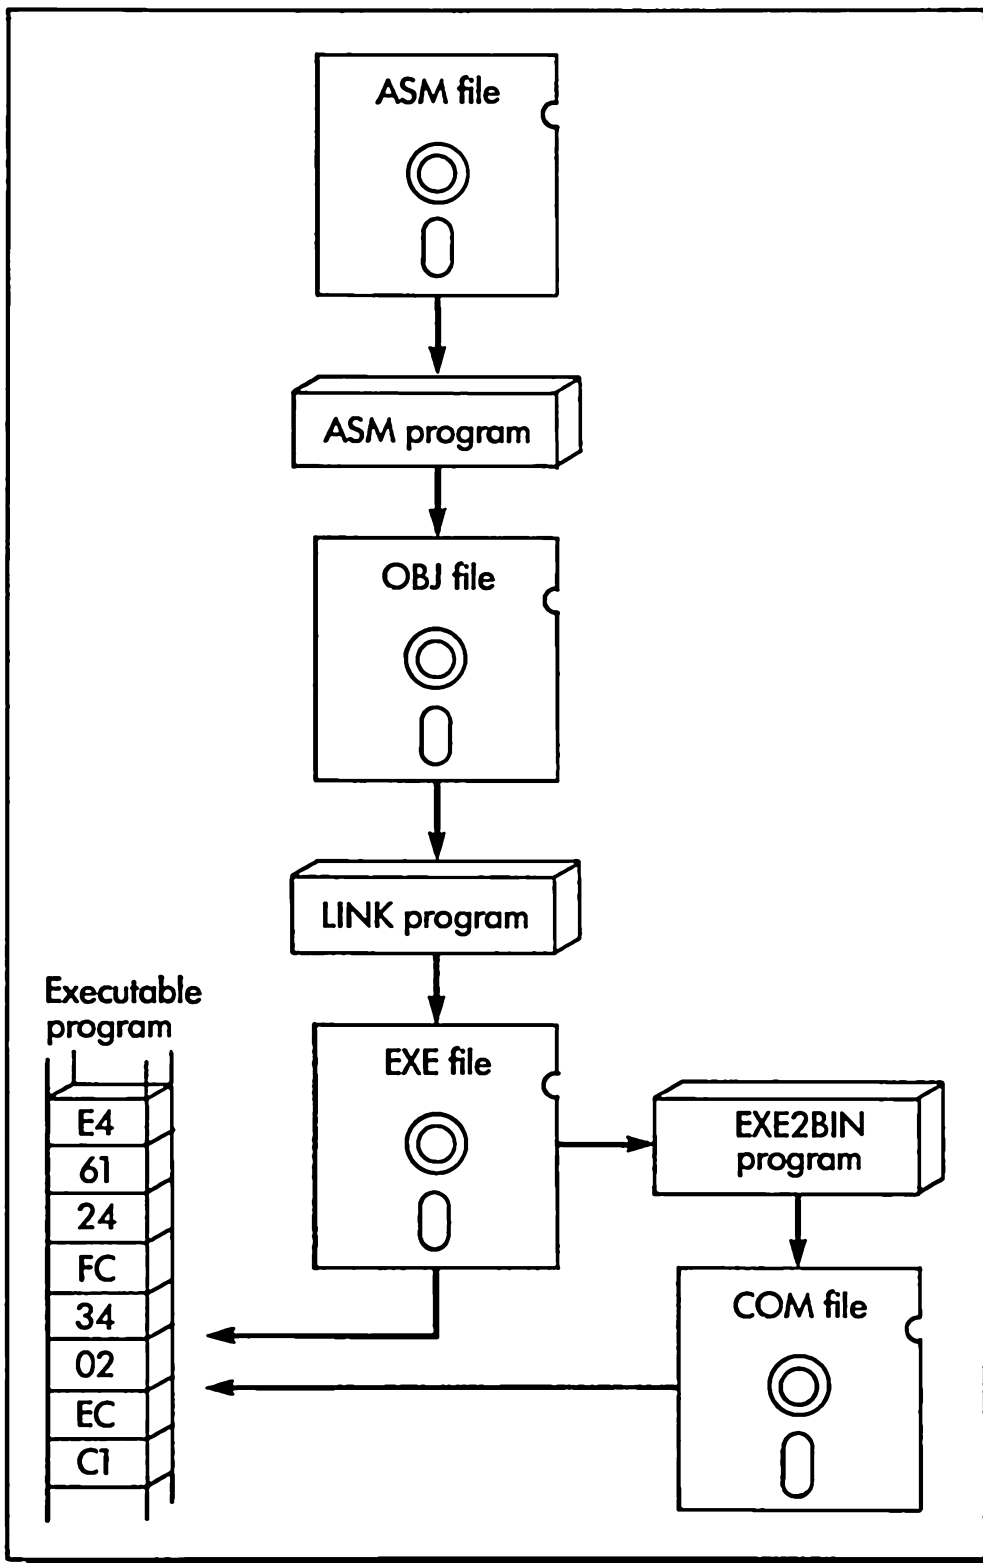 ASM file
ASM program
OBJ file
LINK program
Executable
program
EXE file
E4
61
24
FC
34
02
EC
C1
EXE2BIN
program
COM file